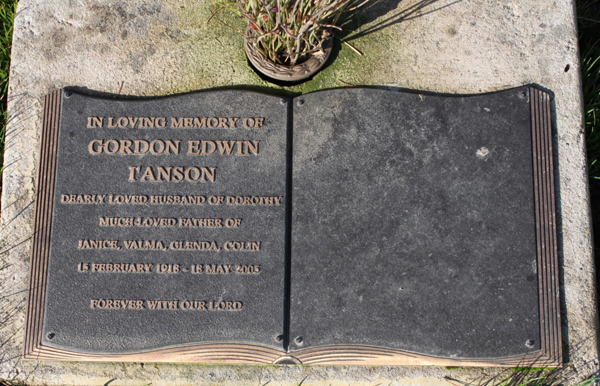 IN LOVING MEMORY OF
GORDON EDWIN
I'ANSON
DEARLY LOVED HUSBAND OF DOROTHY
MUCH LOVED FATHER OF
JANICE, VALMA, GLENDA, COLIN
15 FEBRUARY 1918 - 18 MAY 2005
FOREVER WITH OUR LORD